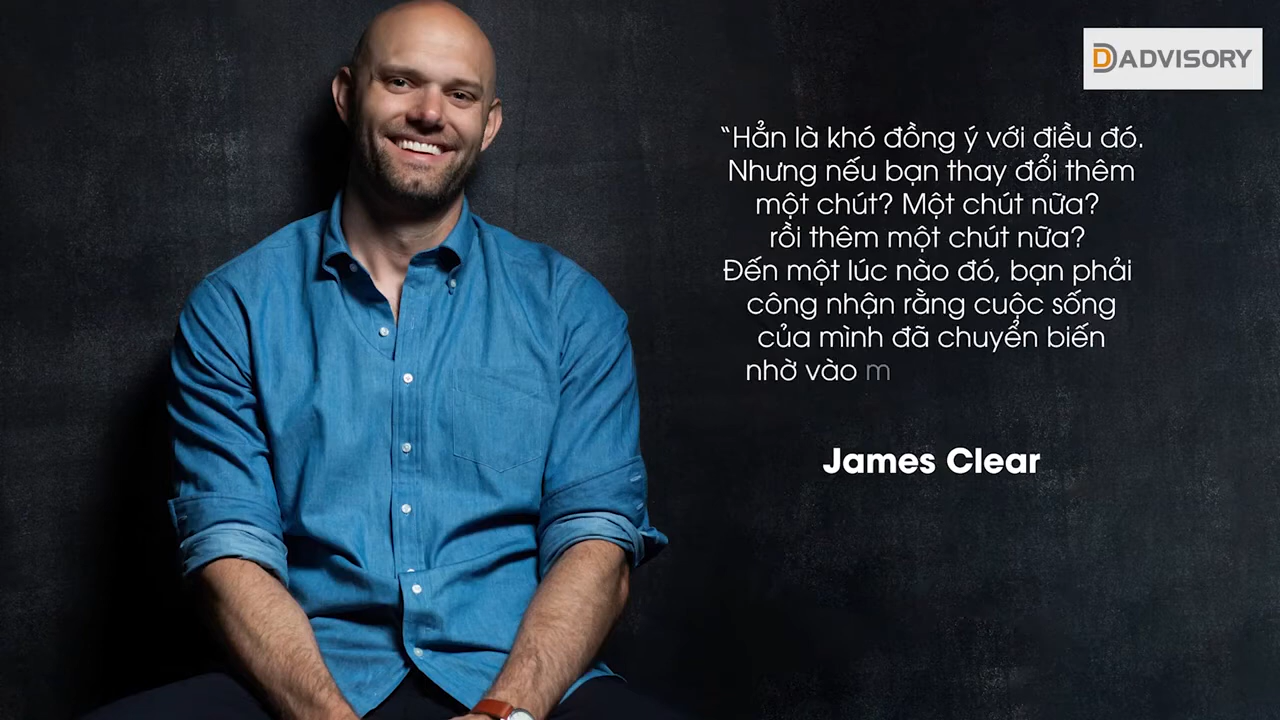 DADVISORY
“Hẳn là khó đồng ý với điều đó.
Nhưng nếu bạn thay đổi thêm
một chút? Một chút nữa?
rồi thêm một chút nữa?
Đến một lúc nào đó, bạn phải
công nhận rằng cuộc sống
của mình đã chuyển biến
nhờ vào m
James Clear